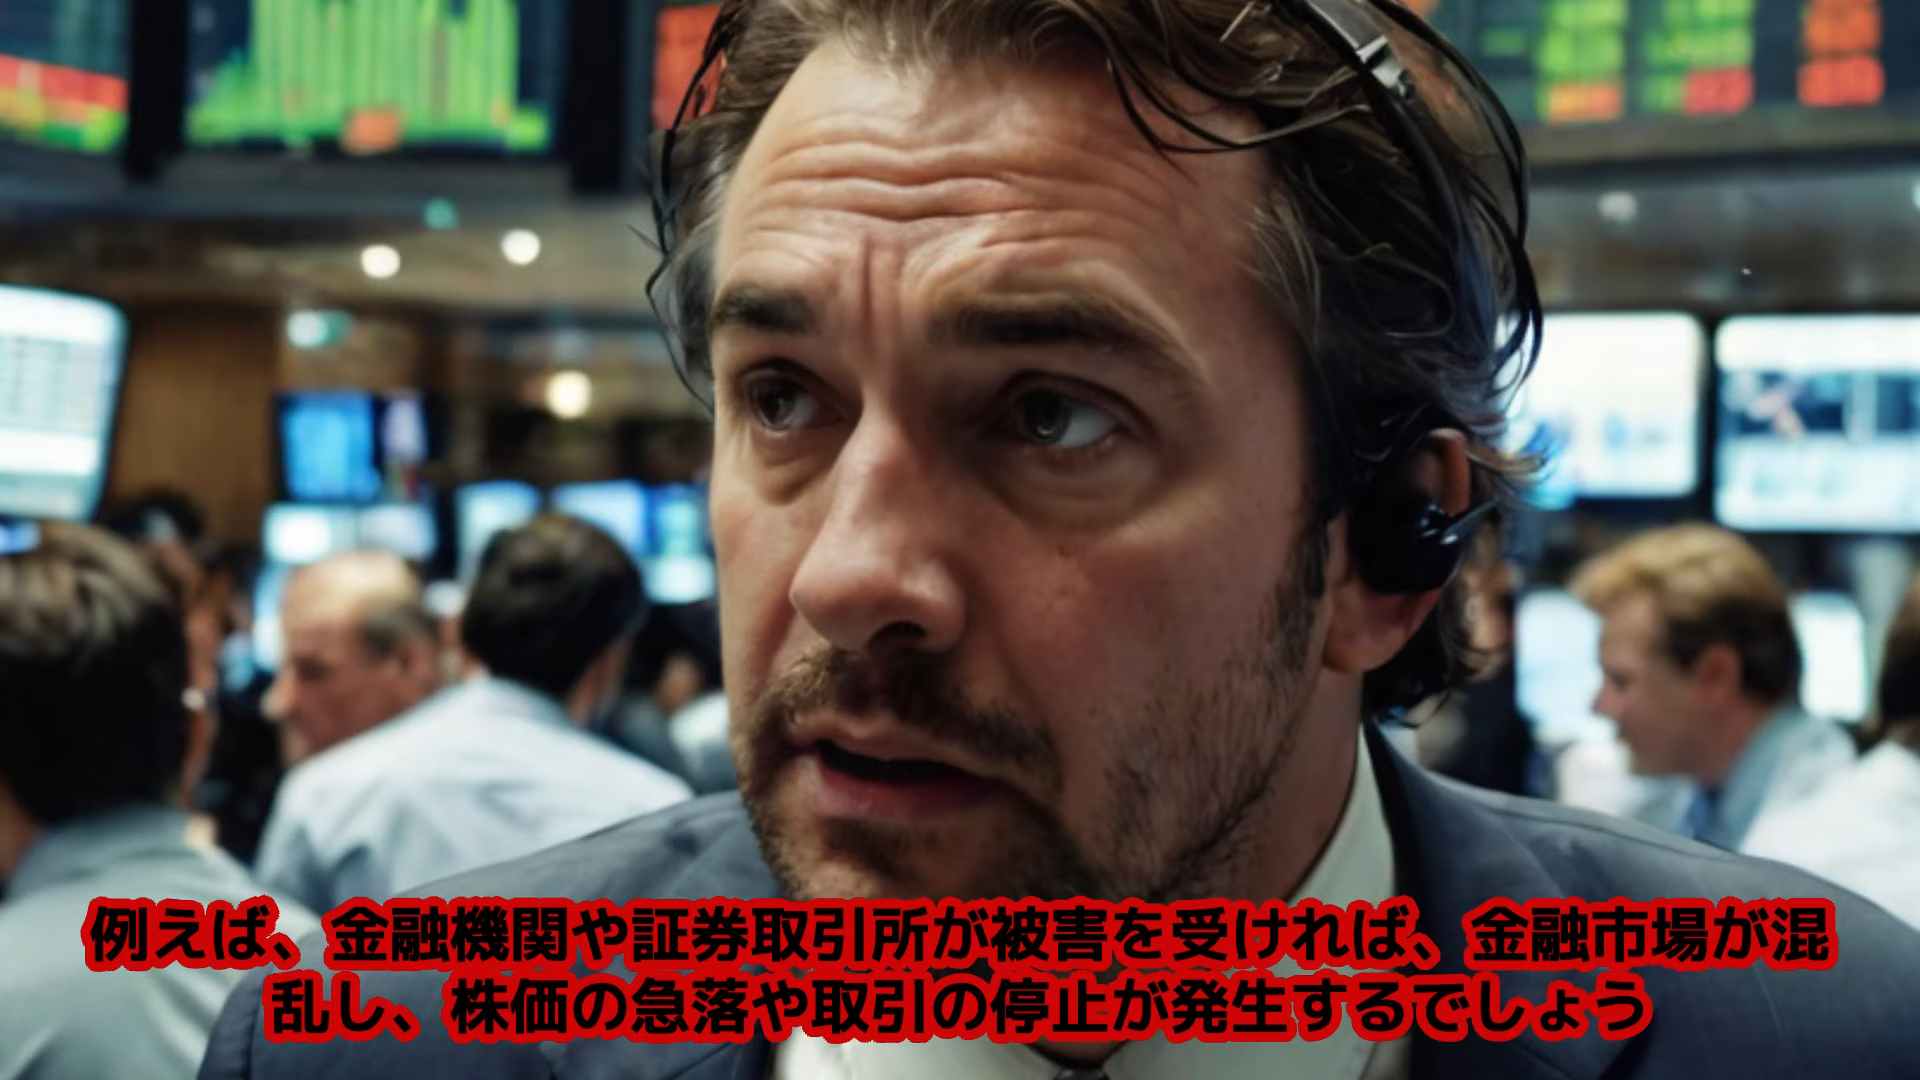 例えば、金融機関や証券取引所が被害を受ければ、金融市場が混
乱し、株価の急落や取引の停止が発生するでしょう